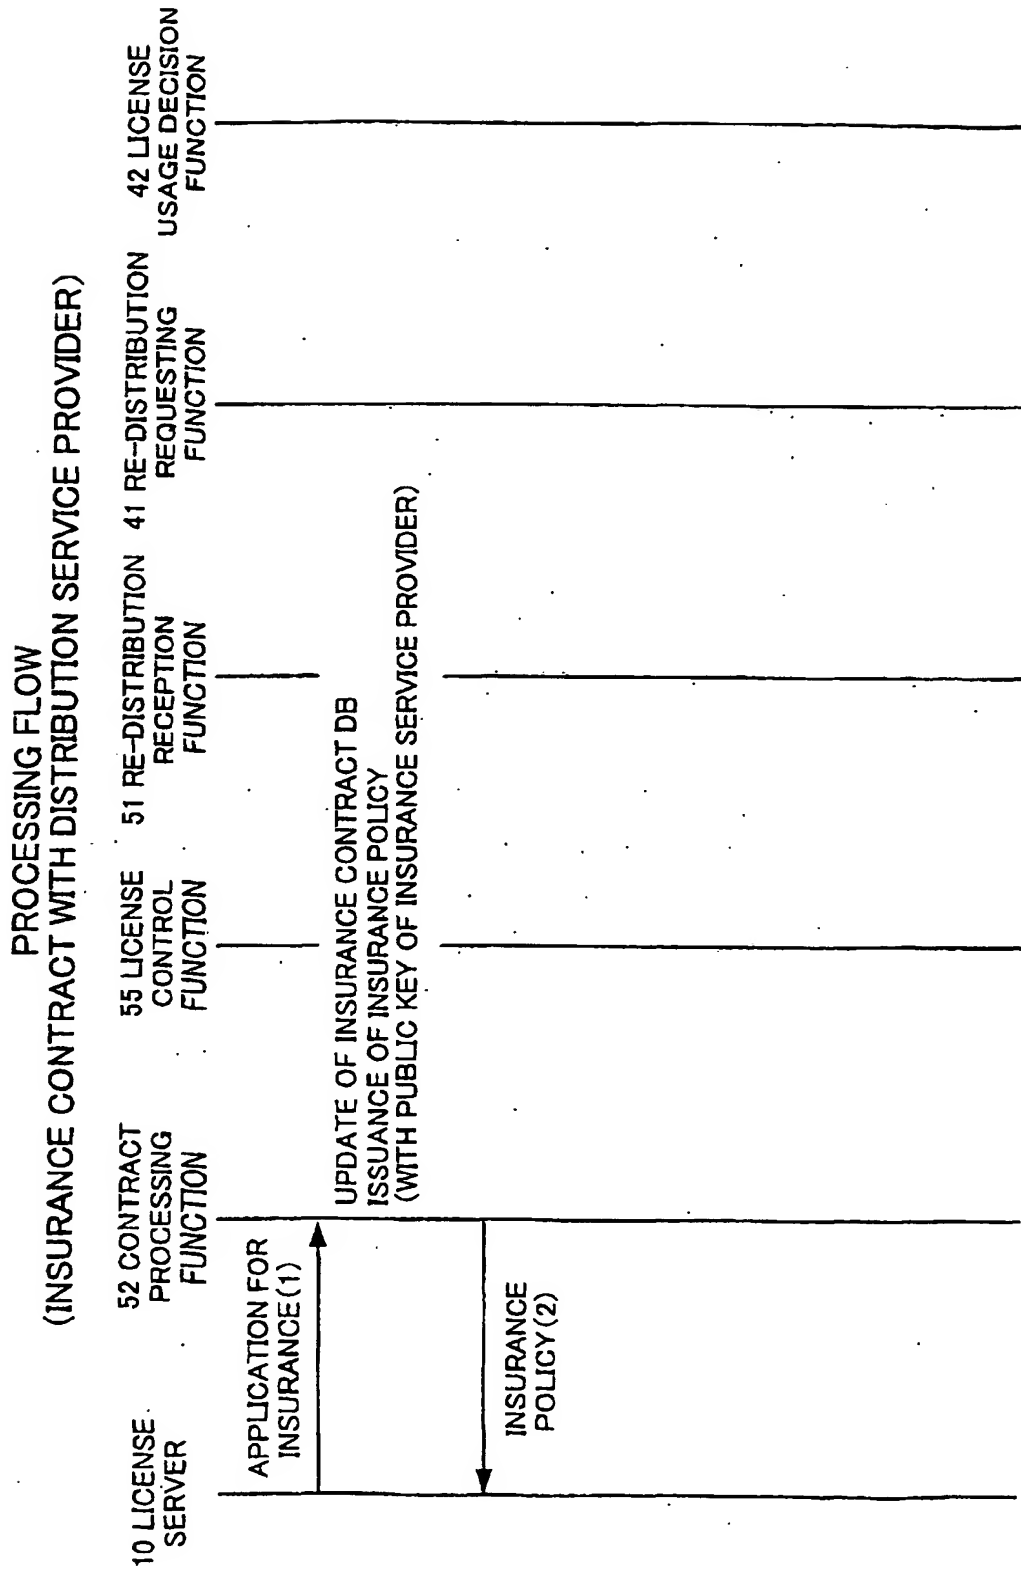 PROCESSING FLOW
(INSURANCE CONTRACT WITH DISTRIBUTION SERVICE PROVIDER)
10 LICENSE
SERVER
52 CONTRACT
PROCESSING
FUNCTION
55 LICENSE
CONTROL
FUNCTION
51 RE-DISTRIBUTION
RECEPTION
FUNCTION
41 RE-DISTRIBUTION
REQUESTING
FUNCTION
42 LICENSE
USAGE DECISION
FUNCTION
APPLICATION FOR
INSURANCE(1)
UPDATE OF INSURANCE CONTRACT DB
ISSUANCE OF INSURANCE POLICY
(WITH PUBLIC KEY OF INSURANCE SERVICE PROVIDER)
INSURANCE
POLICY(2)